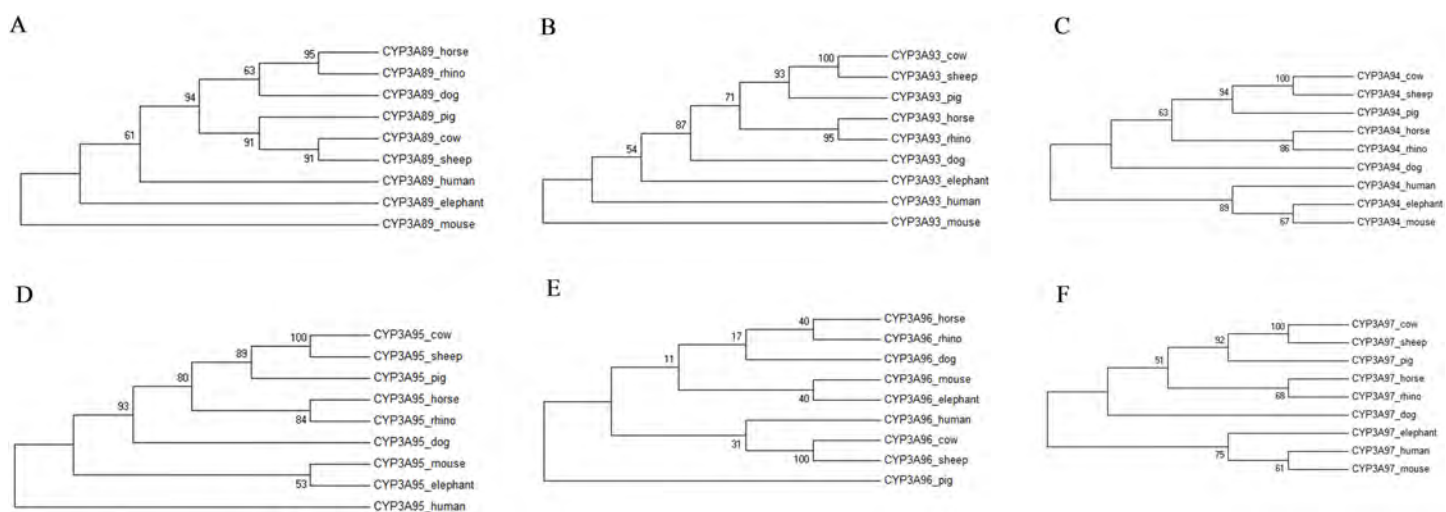 A
95
CYP3A89_horse
63
CYP3A89_rhino
94
CYP3A89_dog
61
CYP3A89_pig
91
CYP3A89_cow
91
CYP3A89_sheep
CYP3A89_human
CYP3A89_elephant
CYP3A89_mouse
B
100
CYP3A93_cow
93
CYP3A93_sheep
71
CYP3A93_pig
87
CYP3A93_horse
95
CYP3A93_rhino
54
CYP3A93_dog
CYP3A93_elephant
CYP3A93_human
CYP3A93_mouse
C
100
CYP3A94_cow
94
CYP3A94_sheep
63
CYP3A94_pig
CYP3A94_horse
86
CYP3A94_rhino
CYP3A94_dog
CYP3A94_human
89
CYP3A94_elephant
67
CYP3A94_mouse
D
100
CYP3A95_cow
89
CYP3A95_sheep
80
CYP3A95_pig
93
CYP3A95_horse
84
CYP3A95_rhino
CYP3A95_dog
CYP3A95_mouse
53
CYP3A95_elephant
CYP3A95_human
E
40
CYP3A96_horse
17
CYP3A96_rhino
11
CYP3A96_dog
CYP3A96_mouse
40
CYP3A96_elephant
CYP3A96_human
31
CYP3A96_cow
100
CYP3A96_sheep
CYP3A96_pig
F
100
CYP3A97_cow
92
CYP3A97_sheep
51
CYP3A97_pig
CYP3A97_horse
68
CYP3A97_rhino
CYP3A97_dog
CYP3A97_elephant
75
CYP3A97_human
61
CYP3A97_mouse